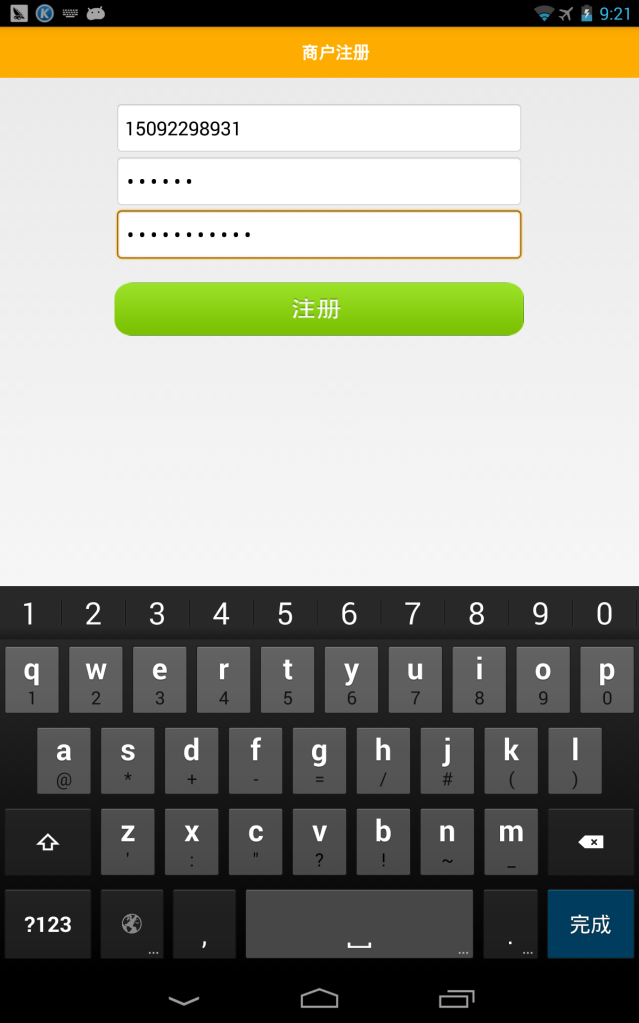 9:21
商户注册
15092298931
••••••
•••••••••••
注册
1 2 3 4 5 6 7 8 9 0
q w e r t y u i o p
1 2 3 4 5 6 7 8 9 0
a s d f g h j k l
@ * + - = / # ( )
z x c v b n m
' : " ? ! ~ _
?123 , . 完成